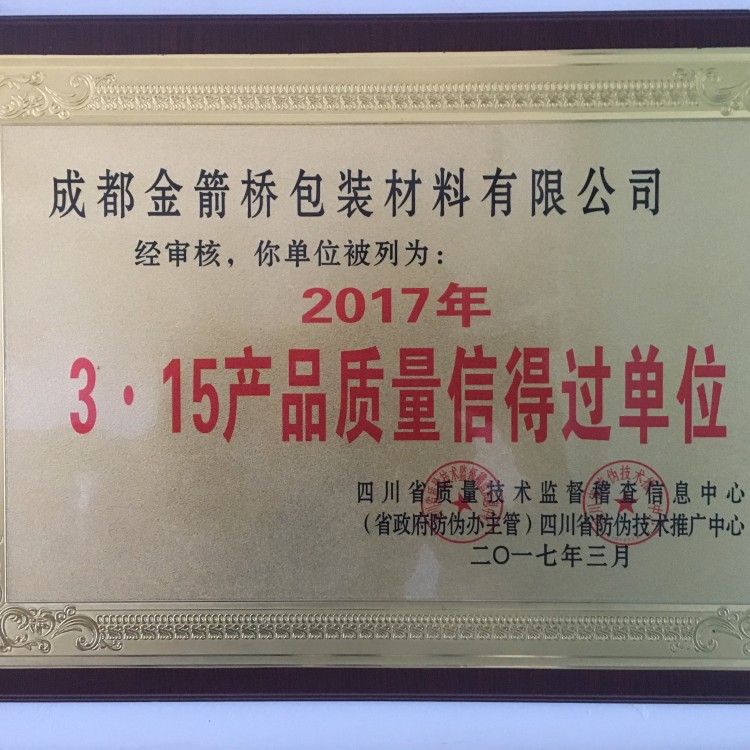 成都金箭桥包装材料有限公司
经审核，你单位被列为：
2017年
3·15产品质量信得过单位
四川省质量技术监督稽查信息中心
（省政府防伪办主管）四川省防伪技术推广中心
二〇一七年三月